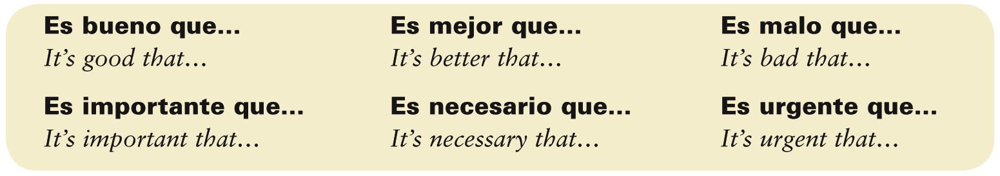 Es bueno que... Es mejor que... Es malo que...
It's good that... It's better that... It's bad that...
Es importante que... Es necesario que... Es urgente que...
It's important that... It's necessary that... It's urgent that...